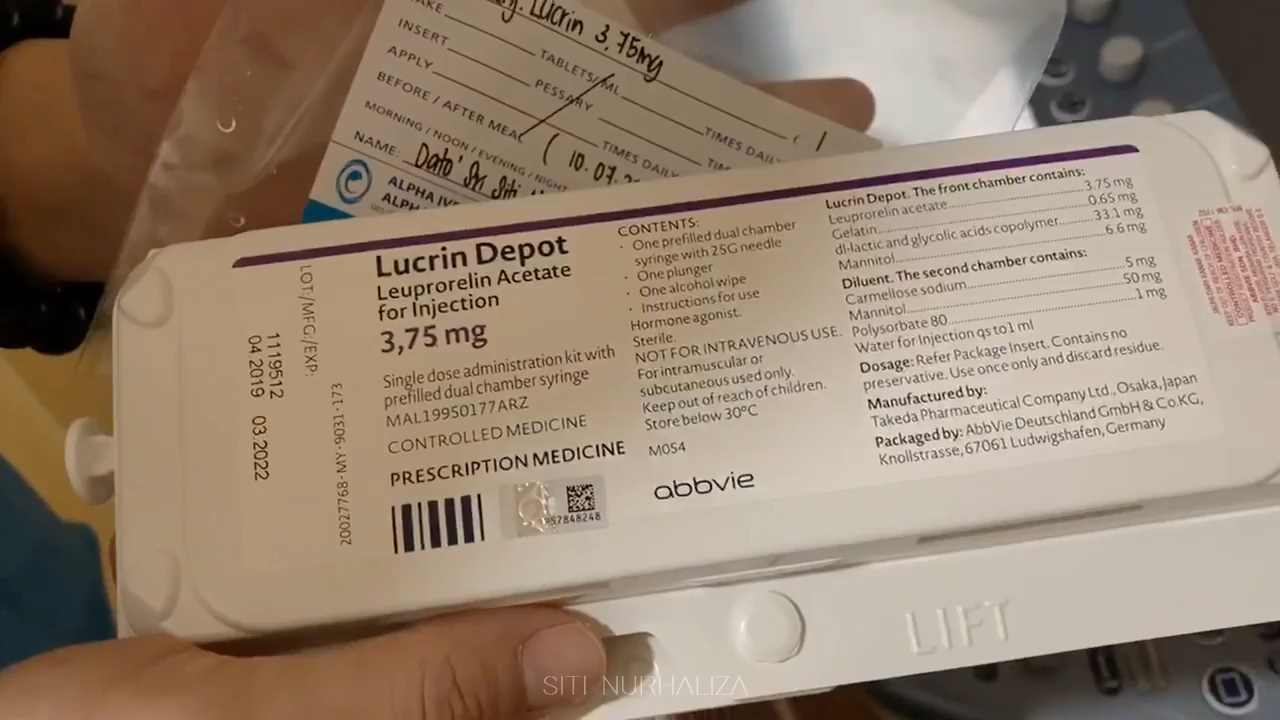 Lucrin 3,75mg
INSERT
TABLETS/ML
TIMES DAIL
APPLY
PESSARY
TIMES DAILY
BEFORE / AFTER MEAL
( 10.07.
MORNING / NOON / EVENING / NIGHT
NAME: Dato' Sri Siti
ALPHA
LOT/MFG/EXP:
1119512
04.2019 03.2022
20027768-MY-9031-173
Lucrin Depot
Leuprorelin Acetate
for Injection
3,75 mg
Single dose administration kit with
prefilled dual chamber syringe
MAL19950177ARZ
CONTROLLED MEDICINE
PRESCRIPTION MEDICINE
57848248
CONTENTS:
· One prefilled dual chamber
syringe with 25G needle
· One plunger
· One alcohol wipe
· Instructions for use
Hormone agonist.
Sterile.
NOT FOR INTRAVENOUS USE.
For intramuscular or
subcutaneous used only.
Keep out of reach of children.
Store below 30°C
M054
abbvie
Lucrin Depot. The front chamber contains:
Leuprorelin acetate 3.75 mg
Gelatin 0.65 mg
dl-lactic and glycolic acids copolymer 33.1 mg
Mannitol 6.6 mg
Diluent. The second chamber contains:
Carmellose sodium 5 mg
Mannitol 50 mg
Polysorbate 80 1 mg
Water for Injection qs to 1 ml
Dosage: Refer Package Insert. Contains no
preservative. Use once only and discard residue.
Manufactured by:
Takeda Pharmaceutical Company Ltd., Osaka, Japan
Packaged by: AbbVie Deutschland GmbH & Co.KG,
Knollstrasse, 67061 Ludwigshafen, Germany
LIFT
SITI NURHALIZA